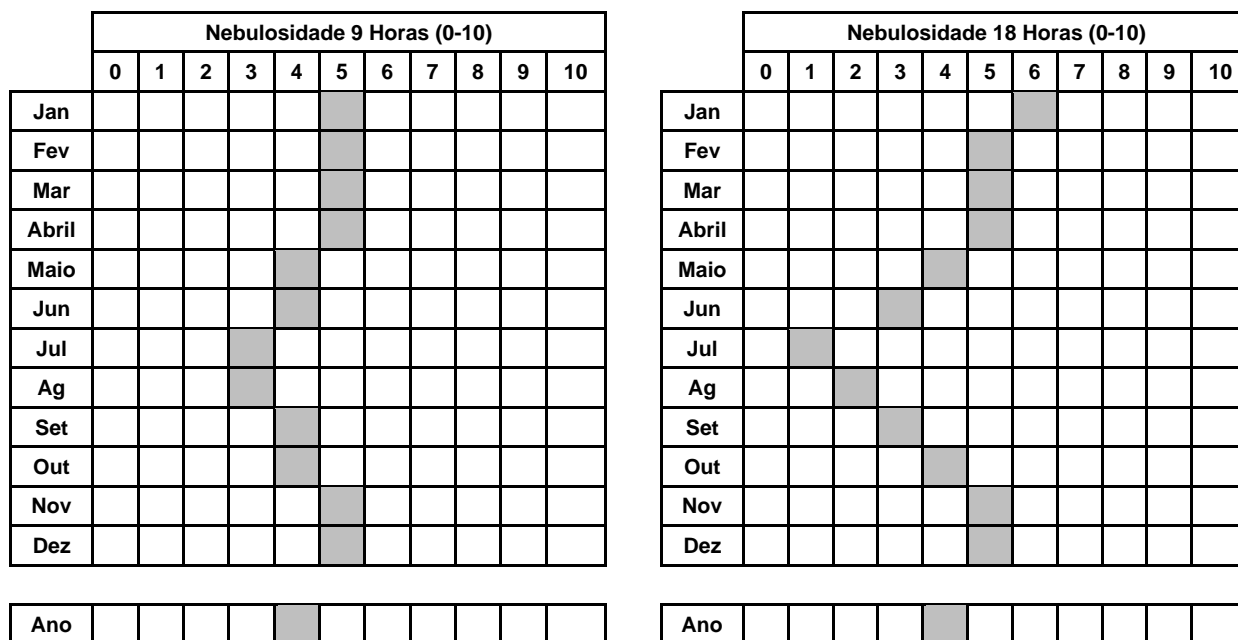 Nebulosidade 9 Horas (0-10)
0 1 2 3 4 5 6 7 8 9 10
Jan
Fev
Mar
Abril
Maio
Jun
Jul
Ag
Set
Out
Nov
Dez
Ano
Nebulosidade 18 Horas (0-10)
0 1 2 3 4 5 6 7 8 9 10
Jan
Fev
Mar
Abril
Maio
Jun
Jul
Ag
Set
Out
Nov
Dez
Ano